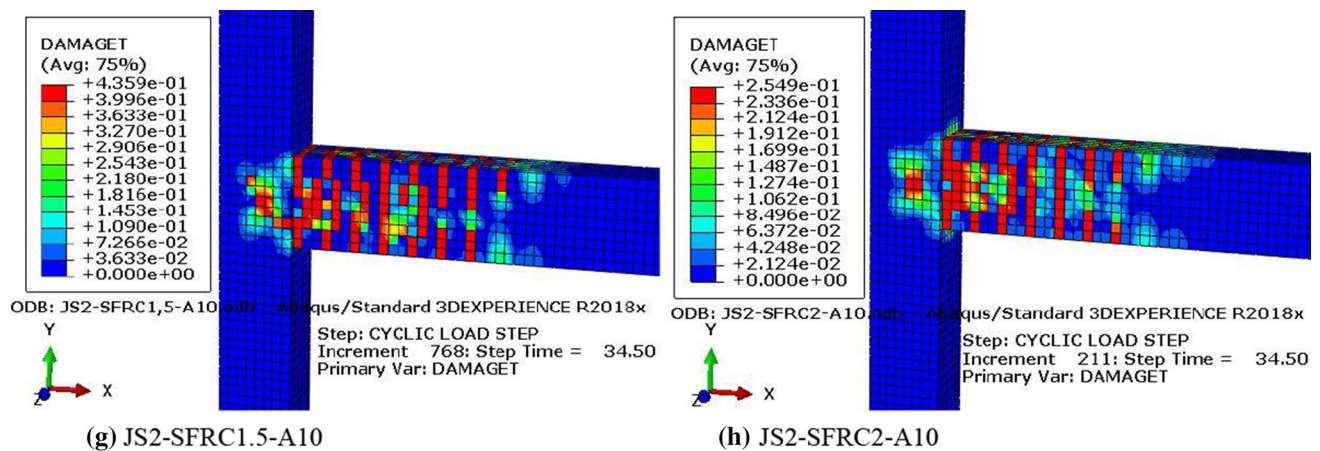 DAMAGET
(Avg: 75%)
+4.359e-01
+3.996e-01
+3.633e-01
+3.270e-01
+2.906e-01
+2.543e-01
+2.180e-01
+1.816e-01
+1.453e-01
+1.090e-01
+7.266e-02
+3.633e-02
+0.000e+00
ODB: JS2-SFRC1,5-A10.odb Abaqus/Standard 3DEXPERIENCE R2018x
Step: CYCLIC LOAD STEP
Increment 768: Step Time = 34.50
Primary Var: DAMAGET
Y
X
Z
(g) JS2-SFRC1.5-A10
DAMAGET
(Avg: 75%)
+2.549e-01
+2.336e-01
+2.124e-01
+1.912e-01
+1.699e-01
+1.487e-01
+1.274e-01
+1.062e-01
+8.496e-02
+6.372e-02
+4.248e-02
+2.124e-02
+0.000e+00
ODB: JS2-SFRC2-A10.odb Abaqus/Standard 3DEXPERIENCE R2018x
Step: CYCLIC LOAD STEP
Increment 211: Step Time = 34.50
Primary Var: DAMAGET
Y
X
Z
(h) JS2-SFRC2-A10